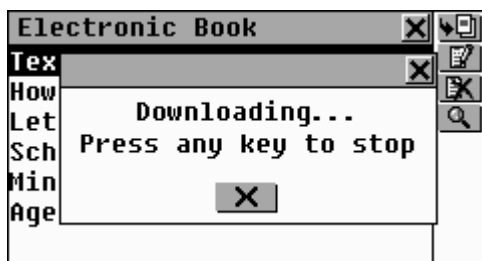 Electronic Book
Tex
How
Let
Sch
Min
Age
Downloading...
Press any key to stop